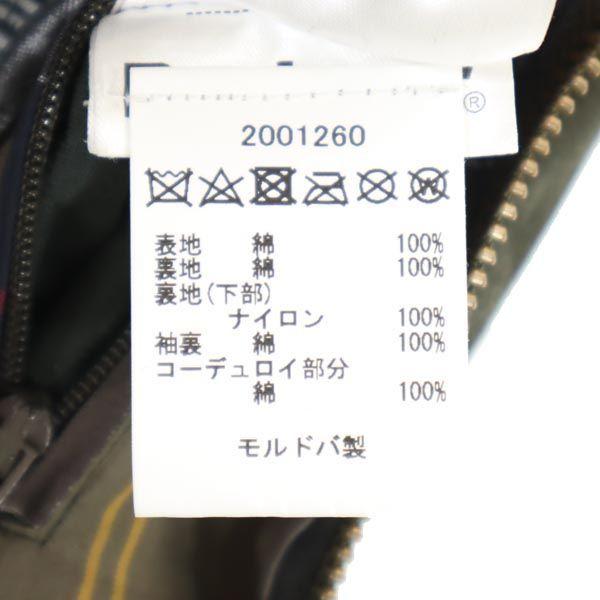 ®
2001260
表地 綿 100%
裏地 綿 100%
裏地(下部)
ナイロン 100%
袖裏 綿 100%
コーデュロイ部分
綿 100%
モルドバ製